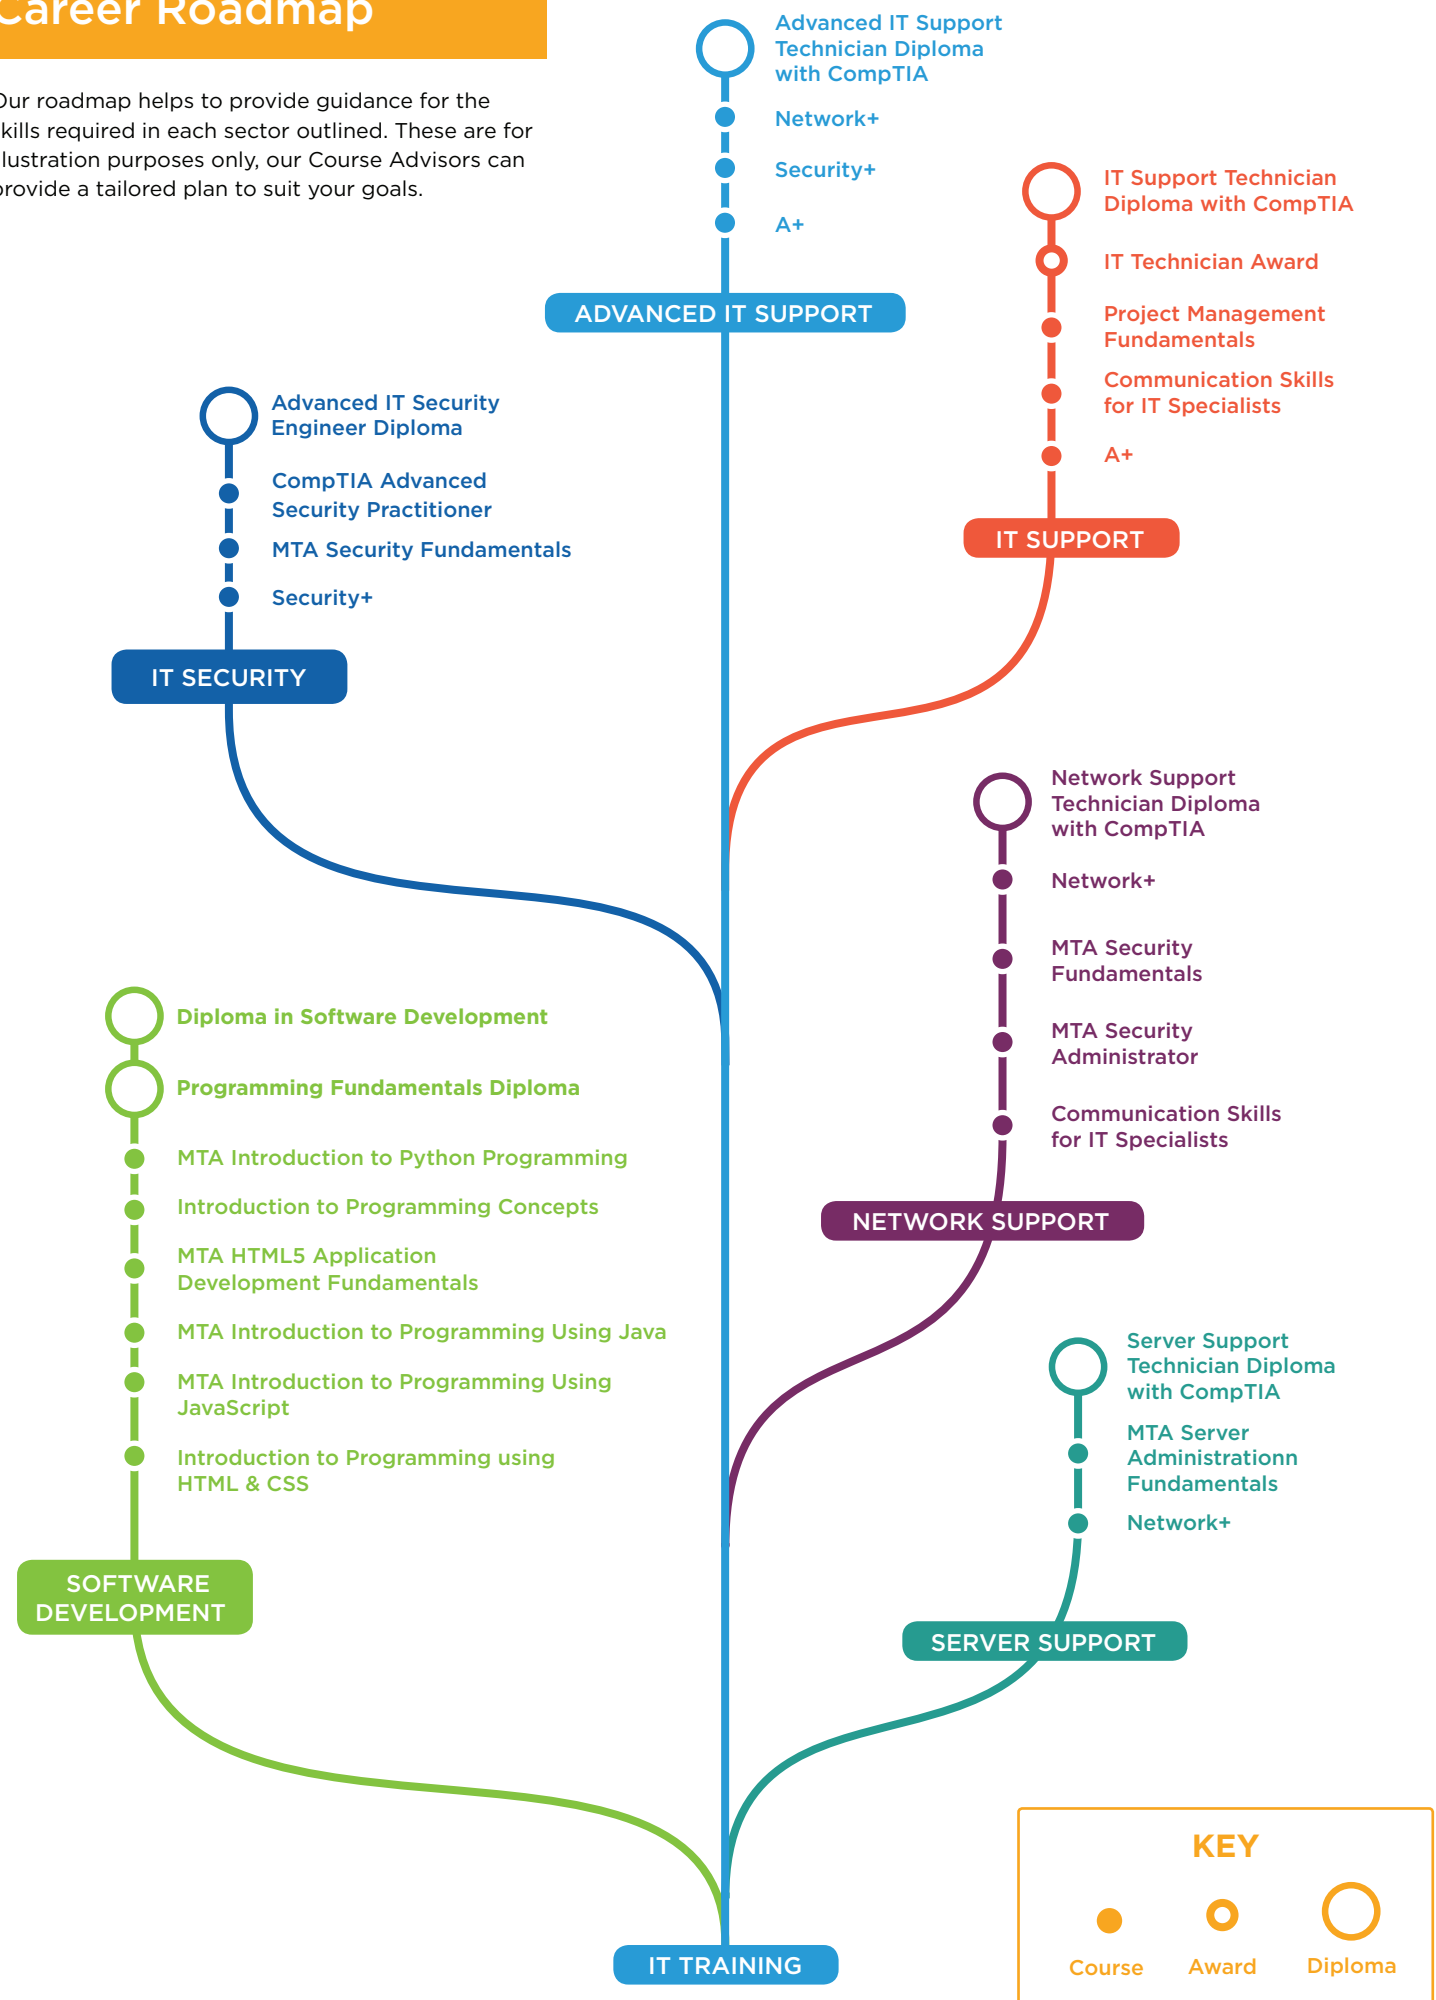 Career Roadmap
Our roadmap helps to provide guidance for the
skills required in each sector outlined. These are for
illustration purposes only, our Course Advisors can
provide a tailored plan to suit your goals.
Advanced IT Support
Technician Diploma
with CompTIA
Network+
Security+
A+
ADVANCED IT SUPPORT
IT Support Technician
Diploma with CompTIA
IT Technician Award
Project Management
Fundamentals
Communication Skills
for IT Specialists
A+
IT SUPPORT
Advanced IT Security
Engineer Diploma
CompTIA Advanced
Security Practitioner
MTA Security Fundamentals
Security+
IT SECURITY
Network Support
Technician Diploma
with CompTIA
Network+
MTA Security
Fundamentals
MTA Security
Administrator
Communication Skills
for IT Specialists
NETWORK SUPPORT
Diploma in Software Development
Programming Fundamentals Diploma
MTA Introduction to Python Programming
Introduction to Programming Concepts
MTA HTML5 Application
Development Fundamentals
MTA Introduction to Programming Using Java
MTA Introduction to Programming Using
JavaScript
Introduction to Programming using
HTML & CSS
SOFTWARE
DEVELOPMENT
Server Support
Technician Diploma
with CompTIA
MTA Server
Administrationn
Fundamentals
Network+
SERVER SUPPORT
IT TRAINING
KEY
Course
Award
Diploma